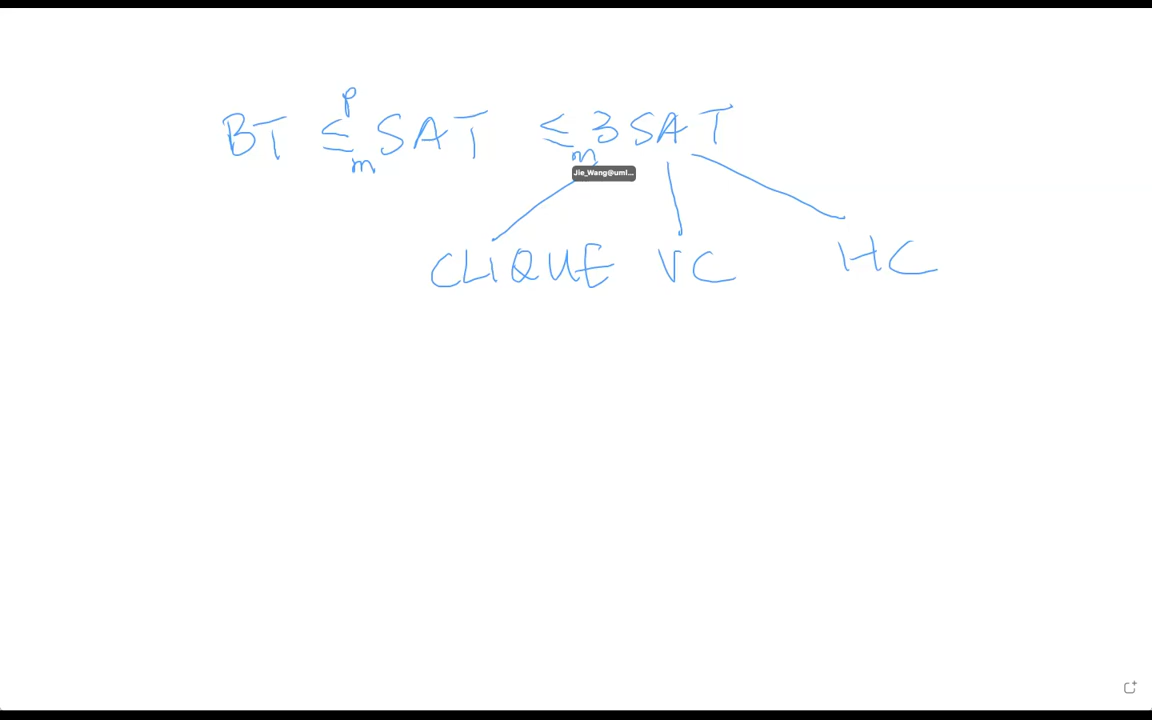 BT ≤ᵖₘ SAT ≤ₘ 3SAT
Jie_Wang@uml...
CLIQUE VC HC